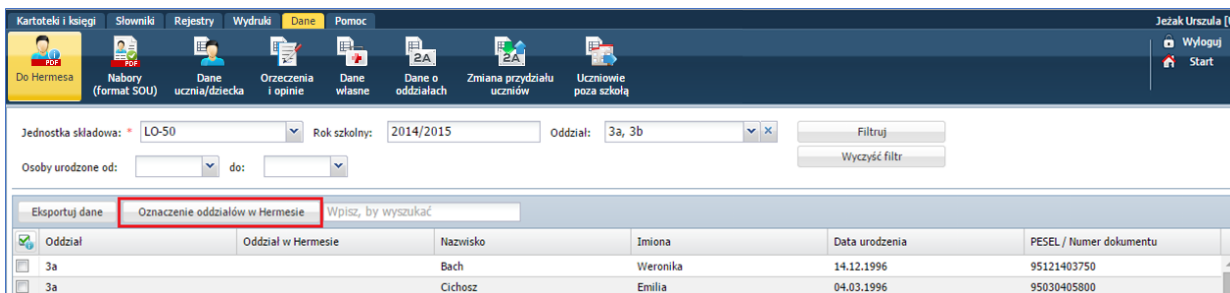 Kartoteki i księgi Słowniki Rejestry Wydruki Dane Pomoc Jeżak Urszula [
PDF PDF 2A 2A
Do Hermesa Nabory (format SOU) Dane ucznia/dziecka Orzeczenia i opinie Dane własne Dane o oddziałach Zmiana przydziału uczniów Uczniowie poza szkołą
Wyloguj
Start
Jednostka składowa: * LO-50 Rok szkolny: 2014/2015 Oddział: 3a, 3b Filtruj
Osoby urodzone od: do: Wyczyść filtr
Eksportuj dane Oznaczenie oddziałów w Hermesie Wpisz, by wyszukać
Oddział Oddział w Hermesie Nazwisko Imiona Data urodzenia PESEL / Numer dokumentu
3a Bach Weronika 14.12.1996 95121403750
3a Cichosz Emilia 04.03.1996 95030405800